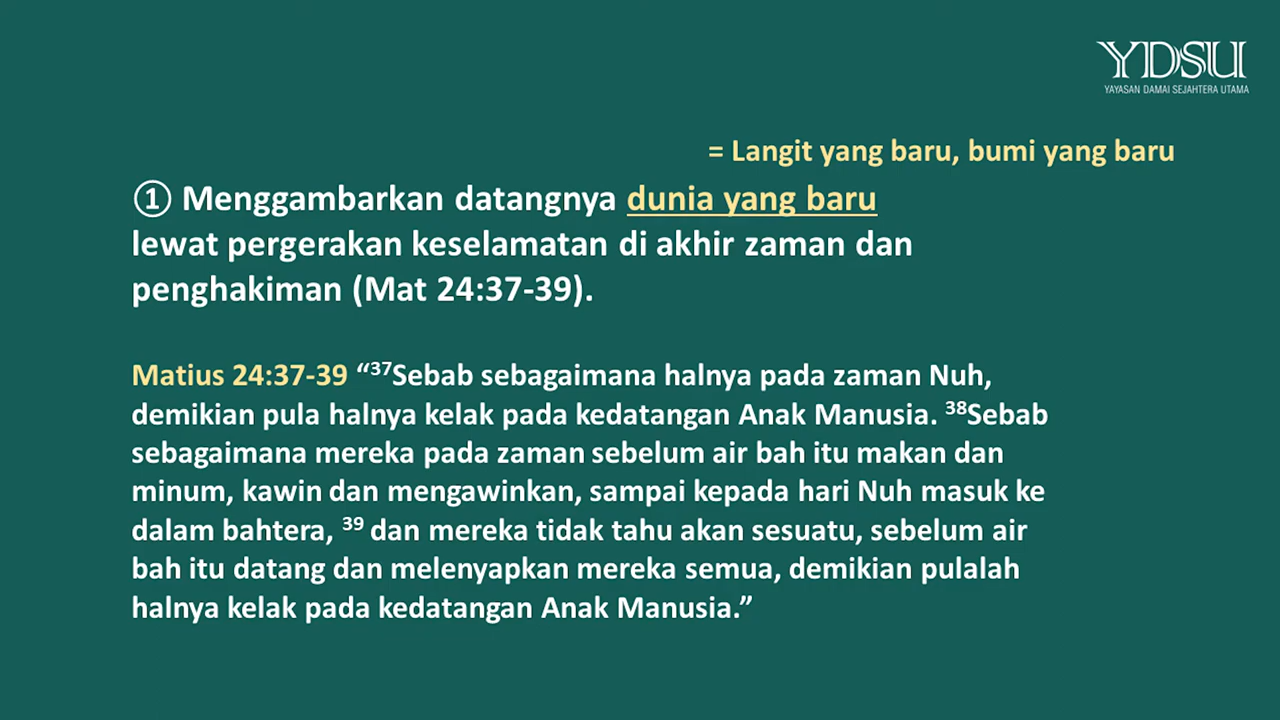 YDSU
YAYASAN DAMAI SEJAHTERA UTAMA
= Langit yang baru, bumi yang baru
① Menggambarkan datangnya dunia yang baru
lewat pergerakan keselamatan di akhir zaman dan
penghakiman (Mat 24:37-39).
Matius 24:37-39 “³⁷Sebab sebagaimana halnya pada zaman Nuh,
demikian pula halnya kelak pada kedatangan Anak Manusia. ³⁸Sebab
sebagaimana mereka pada zaman sebelum air bah itu makan dan
minum, kawin dan mengawinkan, sampai kepada hari Nuh masuk ke
dalam bahtera, ³⁹ dan mereka tidak tahu akan sesuatu, sebelum air
bah itu datang dan melenyapkan mereka semua, demikian pulalah
halnya kelak pada kedatangan Anak Manusia.”